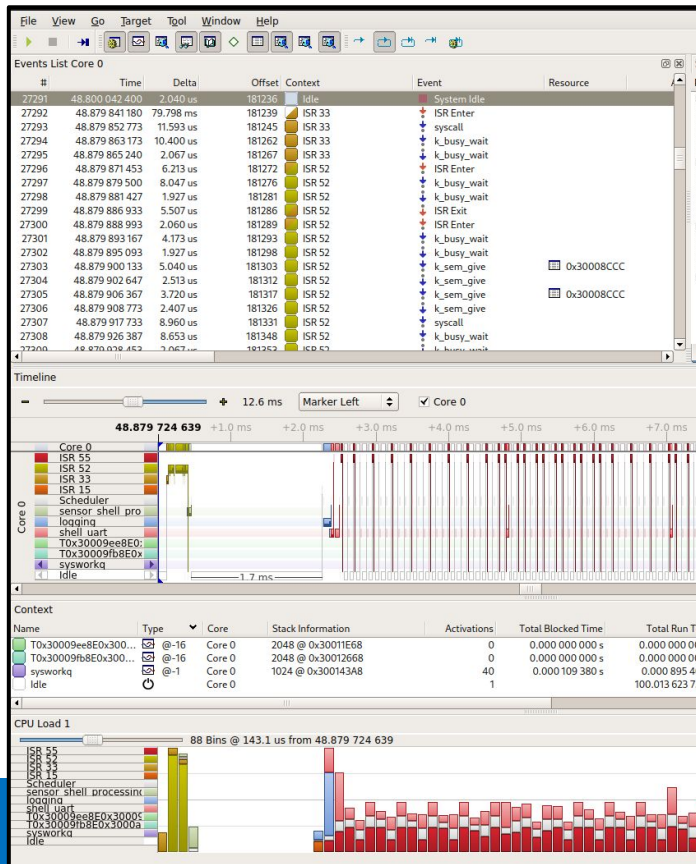 File View Go Target Tool Window Help
Events List Core 0
# Time Delta Offset Context Event Resource
27291 48.800 042 400 2.040 us 181236 Idle System Idle
27292 48.879 841 180 79.798 ms 181239 ISR 33 ISR Enter
27293 48.879 852 773 11.593 us 181245 ISR 33 syscall
27294 48.879 863 173 10.400 us 181262 ISR 33 k_busy_wait
27295 48.879 865 240 2.067 us 181267 ISR 33 k_busy_wait
27296 48.879 871 453 6.213 us 181272 ISR 52 ISR Enter
27297 48.879 879 500 8.047 us 181276 ISR 52 k_busy_wait
27298 48.879 881 427 1.927 us 181281 ISR 52 k_busy_wait
27299 48.879 886 933 5.507 us 181286 ISR 52 ISR Exit
27300 48.879 888 993 2.060 us 181289 ISR 52 ISR Enter
27301 48.879 893 167 4.173 us 181293 ISR 52 k_busy_wait
27302 48.879 895 093 1.927 us 181298 ISR 52 k_busy_wait
27303 48.879 900 133 5.040 us 181303 ISR 52 k_sem_give 0x30008CCC
27304 48.879 902 647 2.513 us 181312 ISR 52 k_sem_give
27305 48.879 906 367 3.720 us 181317 ISR 52 k_sem_give 0x30008CCC
27306 48.879 908 773 2.407 us 181326 ISR 52 k_sem_give
27307 48.879 917 733 8.960 us 181331 ISR 52 syscall
27308 48.879 926 387 8.653 us 181348 ISR 52 k_busy_wait
27309 48.879 928 453 2.067 us 181353 ISR 52 k_busy_wait
Timeline
12.6 ms Marker Left Core 0
48.879 724 639 +1.0 ms +2.0 ms +3.0 ms +4.0 ms +5.0 ms +6.0 ms +7.0 ms
Core 0
Core 0
ISR 55
ISR 52
ISR 33
ISR 15
Scheduler
sensor_shell_pro
logging
shell_uart
T0x30009ee8E0:
T0x30009fb8E0x
sysworkq
Idle
1.7 ms
Context
Name Type Core Stack Information Activations Total Blocked Time Total Run T
T0x30009ee8E0x300... @-16 Core 0 2048 @ 0x30011E68 0 0.000 000 000 s 0.000 000 00
T0x30009fb8E0x300... @-16 Core 0 2048 @ 0x30012668 0 0.000 000 000 s 0.000 000 00
sysworkq @-1 Core 0 1024 @ 0x300143A8 40 0.000 109 380 s 0.000 895 4
Idle Core 0 1 100.013 623 7
CPU Load 1
88 Bins @ 143.1 us from 48.879 724 639
ISR 55
ISR 52
ISR 33
ISR 15
Scheduler
sensor_shell_processing
logging
shell_uart
T0x30009ee8E0x30009
T0x30009fb8E0x3000a
sysworkq
Idle